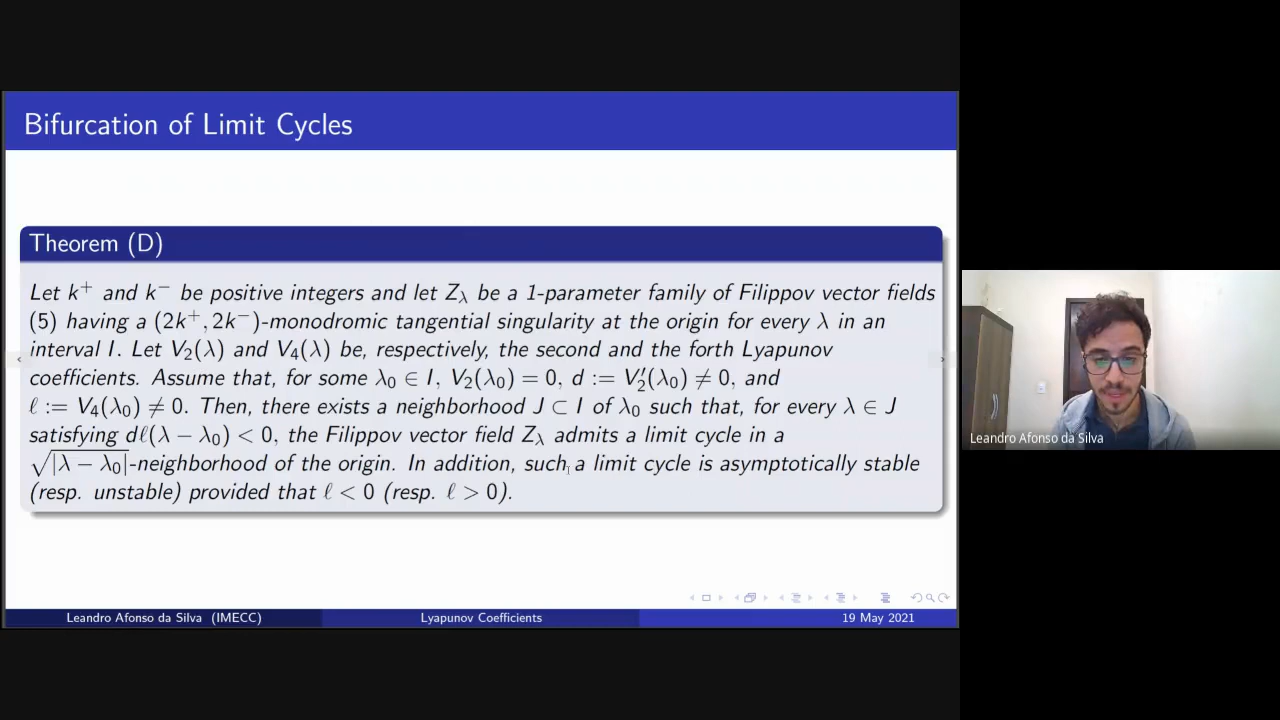 Bifurcation of Limit Cycles
Theorem (D)
Let k⁺ and k⁻ be positive integers and let Z_λ be a 1-parameter family of Filippov vector fields
(5) having a (2k⁺, 2k⁻)-monodromic tangential singularity at the origin for every λ in an
interval I. Let V₂(λ) and V₄(λ) be, respectively, the second and the forth Lyapunov
coefficients. Assume that, for some λ₀ ∈ I, V₂(λ₀) = 0, d := V₂′(λ₀) ≠ 0, and
ℓ := V₄(λ₀) ≠ 0. Then, there exists a neighborhood J ⊂ I of λ₀ such that, for every λ ∈ J
satisfying dℓ(λ − λ₀) < 0, the Filippov vector field Z_λ admits a limit cycle in a
√|λ − λ₀|-neighborhood of the origin. In addition, such a limit cycle is asymptotically stable
(resp. unstable) provided that ℓ < 0 (resp. ℓ > 0).
Leandro Afonso da Silva (IMECC)
Lyapunov Coefficients
19 May 2021
Leandro Afonso da Silva